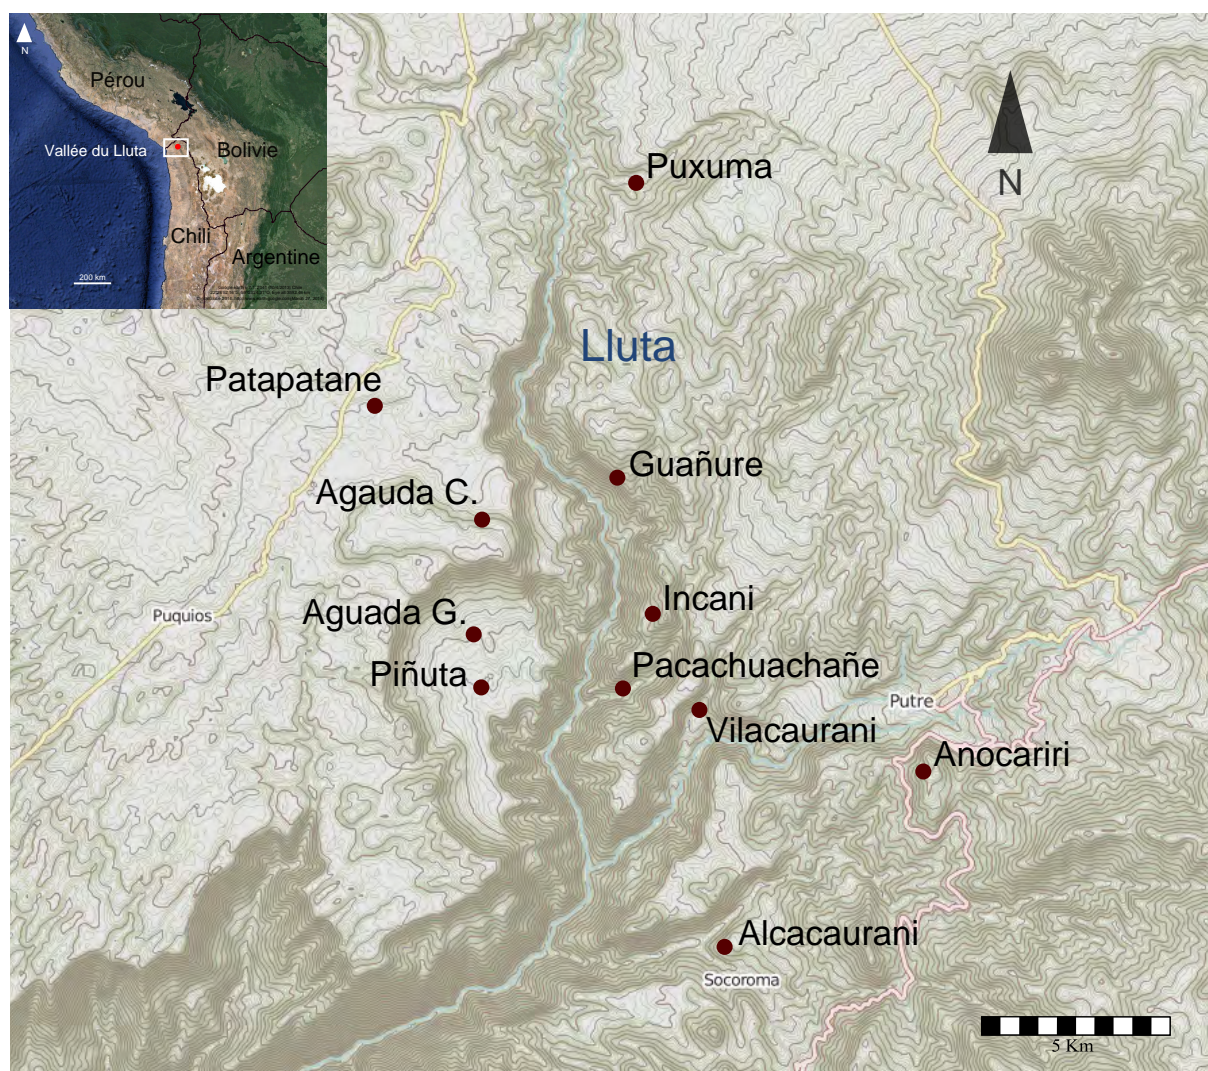 N
Pérou
Vallée du Lluta
Bolivie
Chili
Argentine
200 km
Puxuma
N
Lluta
Patapatane
Guañure
Agauda C.
Incani
Puquios
Aguada G.
Pacachuachañe
Piñuta
Putre
Vilacaurani
Anocariri
Alcacaurani
Socoroma
5 Km